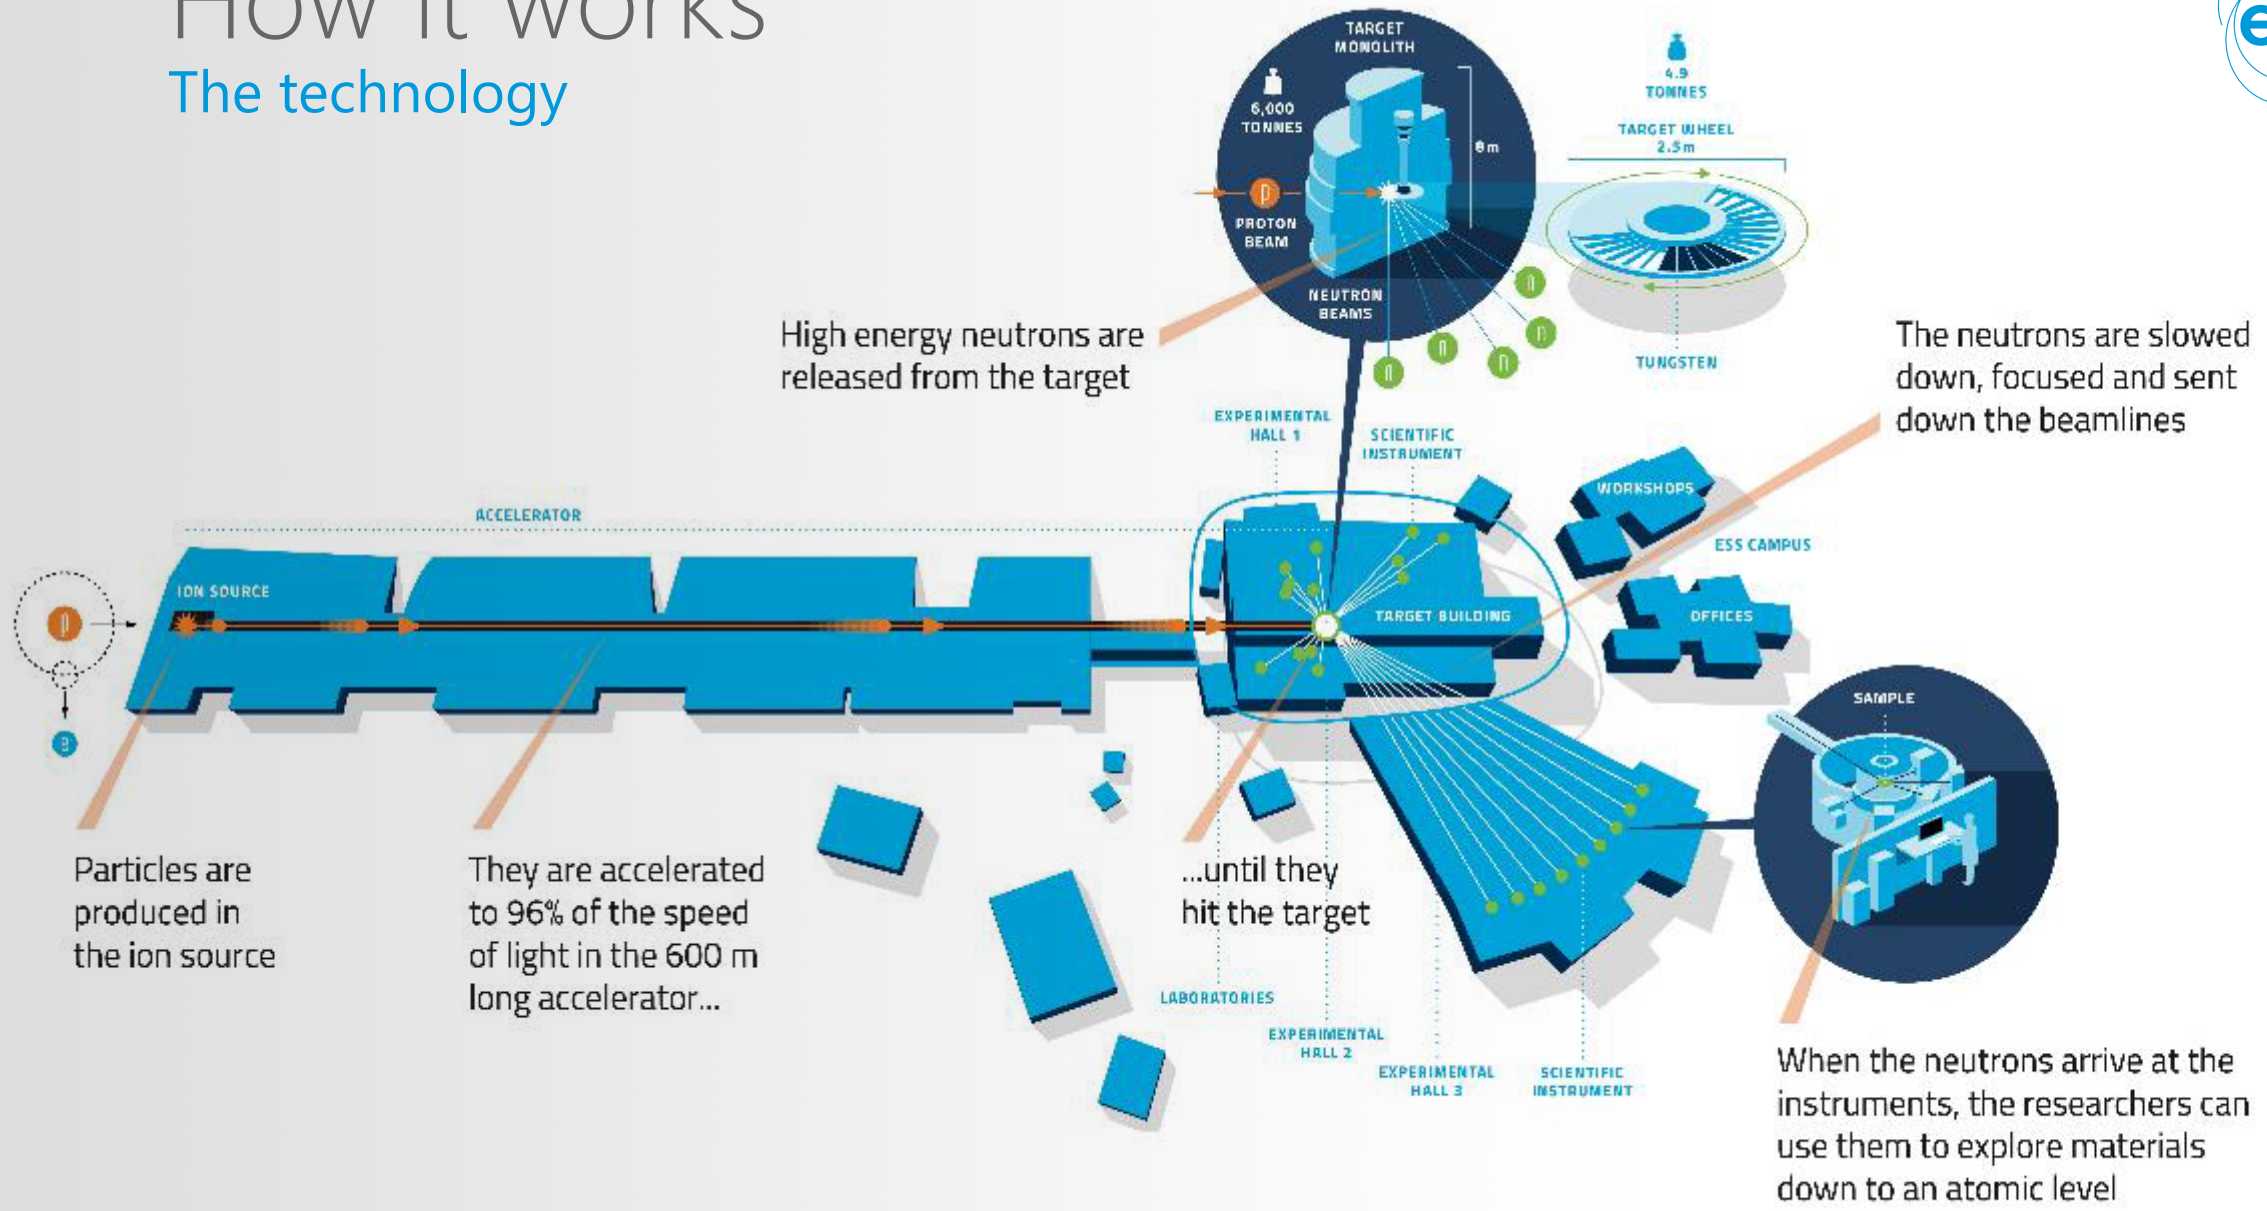 How it works
The technology
TARGET
MONOLITH
6,000
TONNES
8m
p
PROTON
BEAM
NEUTRON
BEAMS
n
n
n
n
n
4.9
TONNES
TARGET WHEEL
2.5m
TUNGSTEN
High energy neutrons are
released from the target
The neutrons are slowed
down, focused and sent
down the beamlines
EXPERIMENTAL
HALL 1
SCIENTIFIC
INSTRUMENT
WORKSHOPS
ESS CAMPUS
OFFICES
ACCELERATOR
ION SOURCE
p
e
TARGET BUILDING
SAMPLE
Particles are
produced in
the ion source
They are accelerated
to 96% of the speed
of light in the 600 m
long accelerator...
...until they
hit the target
LABORATORIES
EXPERIMENTAL
HALL 2
EXPERIMENTAL
HALL 3
SCIENTIFIC
INSTRUMENT
When the neutrons arrive at the
instruments, the researchers can
use them to explore materials
down to an atomic level